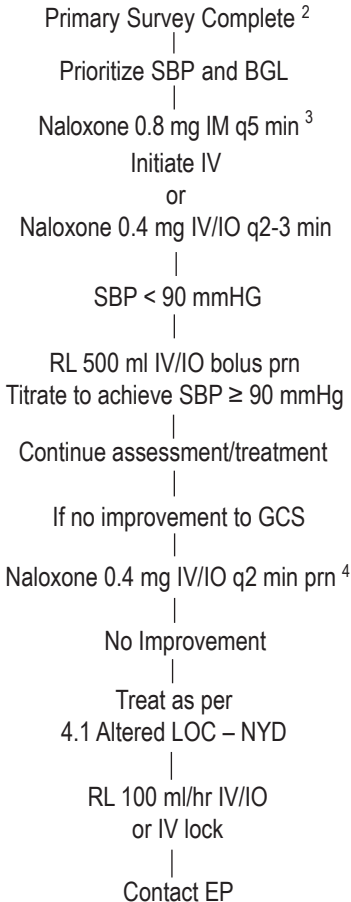 Primary Survey Complete 2
Prioritize SBP and BGL
Naloxone 0.8 mg IM q5 min 3
Initiate IV
or
Naloxone 0.4 mg IV/IO q2-3 min
SBP < 90 mmHG
RL 500 ml IV/IO bolus prn
Titrate to achieve SBP ≥ 90 mmHg
Continue assessment/treatment
If no improvement to GCS
Naloxone 0.4 mg IV/IO q2 min prn 4
No Improvement
Treat as per
4.1 Altered LOC – NYD
RL 100 ml/hr IV/IO
or IV lock
Contact EP